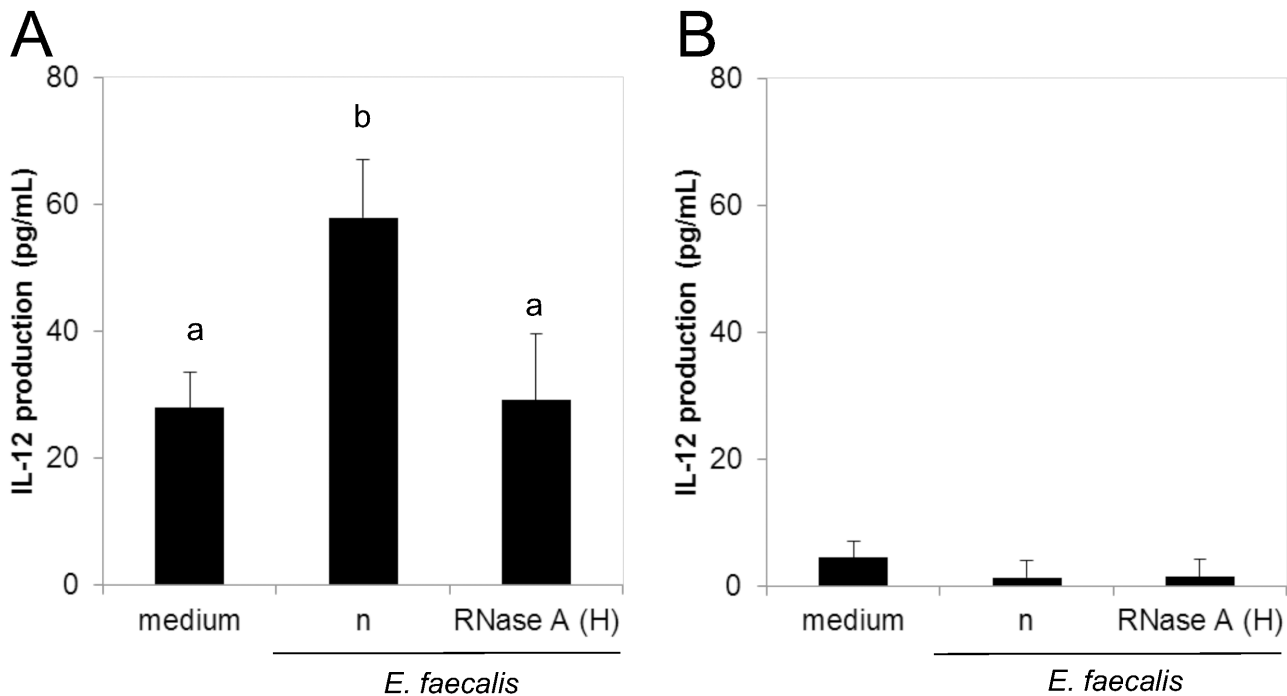 A
80
60
40
20
0
IL-12 production (pg/mL)
a
b
a
medium
n
RNase A (H)
E. faecalis
B
80
60
40
20
0
IL-12 production (pg/mL)
medium
n
RNase A (H)
E. faecalis